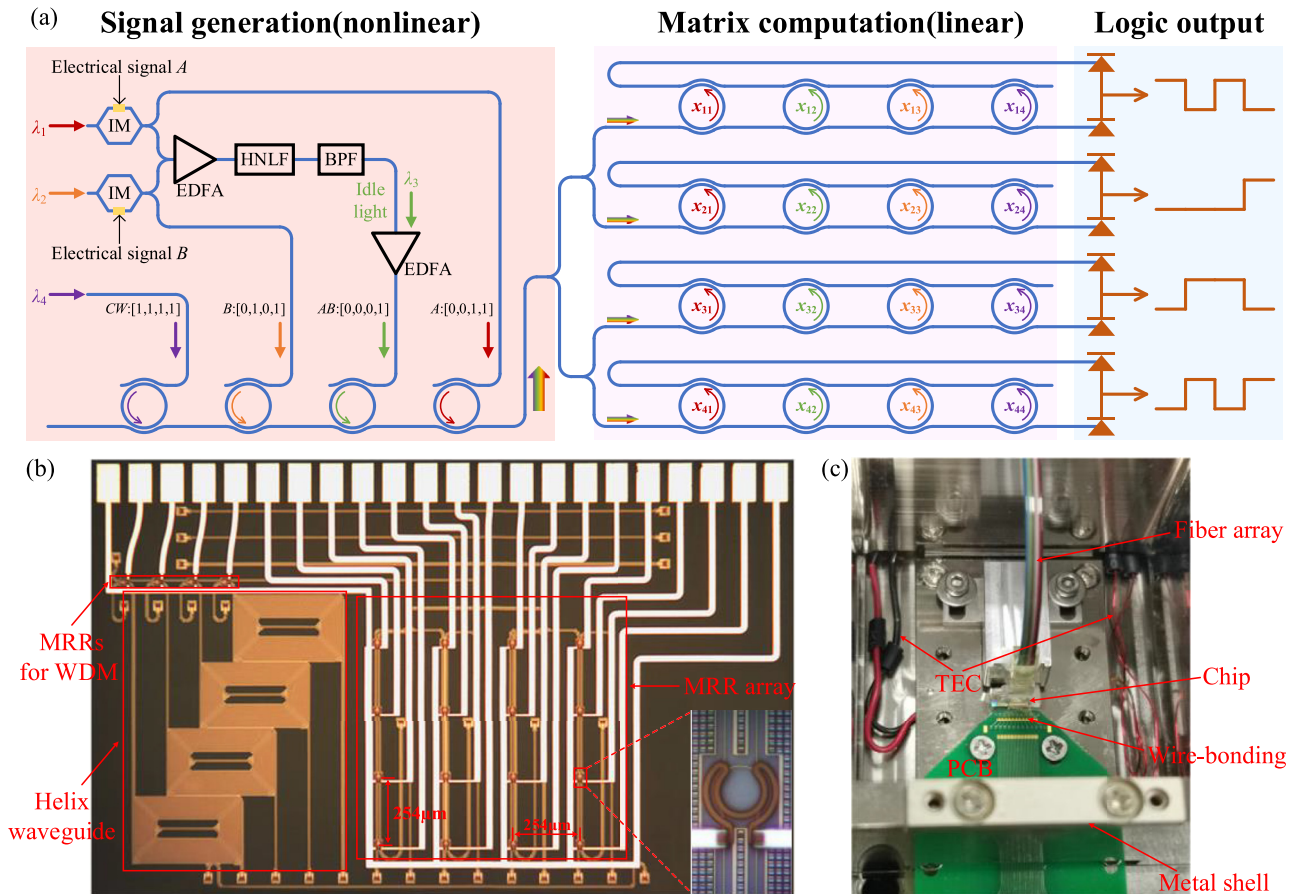 (a)
Signal generation(nonlinear)
Matrix computation(linear)
Logic output
Electrical signal A
λ1
IM
λ2
IM
Electrical signal B
EDFA
HNLF
BPF
Idle
light
λ3
EDFA
λ4
CW:[1,1,1,1]
B:[0,1,0,1]
AB:[0,0,0,1]
A:[0,0,1,1]
x11
x12
x13
x14
x21
x22
x23
x24
x31
x32
x33
x34
x41
x42
x43
x44
(b)
MRRs
for WDM
Helix
waveguide
MRR array
254μm
254μm
(c)
Fiber array
TEC
Chip
Wire-bonding
PCB
Metal shell